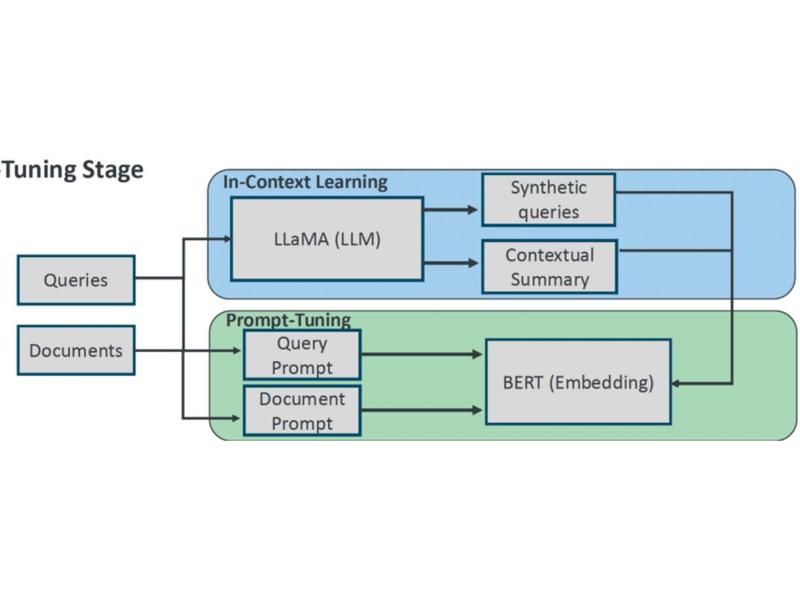 -Tuning Stage
In-Context Learning
LLaMA (LLM)
Synthetic
queries
Contextual
Summary
Queries
Documents
Prompt-Tuning
Query
Prompt
Document
Prompt
BERT (Embedding)